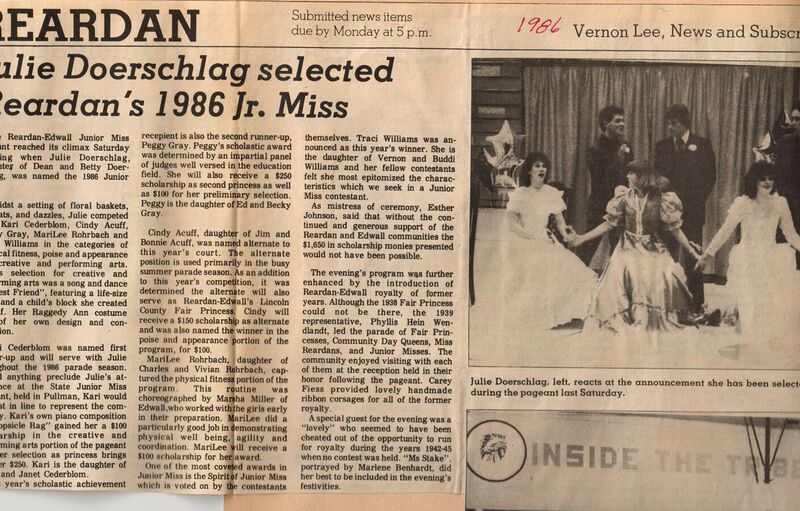 REARDAN
Submitted news items
due by Monday at 5 p.m.
1986
Vernon Lee, News and Subscr
ulie Doerschlag selected
eardan's 1986 Jr. Miss
Reardan-Edwall Junior Miss
ant reached its climax Saturday
ing when Julie Doerschlag,
ter of Dean and Betty Doer-
g, was named the 1986 Junior
idst a setting of floral baskets,
ats, and dazzles, Julie competed
Kari Cederblom, Cindy Acuff,
y Gray, MariLee Rohrbach and
Williams in the categories of
cal fitness, poise and appearance
creative and performing arts.
s selection for creative and
rming arts was a song and dance
est Friend", featuring a life-size
and a child's block she created
f. Her Raggedy Ann costume
of her own design and con-
ion.
i Cederblom was named first
r-up and will serve with Julie
ghout the 1986 parade season.
d anything preclude Julie's at-
nce at the State Junior Miss
nt, held in Pullman, Kari would
st in line to represent the com-
y. Kari's own piano composition
opsicle Rag" gained her a $100
arship in the creative and
rming arts portion of the pageant
er selection as princess brings
er $250. Kari is the daughter of
and Janet Cederblom.
year's scholastic achievement
recepient is also the second runner-up,
Peggy Gray. Peggy's scholastic award
was determined by an impartial panel
of judges well versed in the education
field. She will also receive a $250
scholarship as second princess as well
as $100 for her preliminary selection.
Peggy is the daughter of Ed and Becky
Gray.
Cindy Acuff, daughter of Jim and
Bonnie Acuff, was named alternate to
this year's court. The alternate
position is used primarily in the busy
summer parade season. As an addition
to this year's competition, it was
determined the alternate will also
serve as Reardan-Edwall's Lincoln
County Fair Princess. Cindy will
receive a $150 scholarship as alternate
and was also named the winner in the
poise and appearance portion of the
program, for $100.
MariLee Rohrbach, daughter of
Charles and Vivian Rohrbach, cap-
tured the physical fitness portion of the
program. This routine was
choreographed by Marsha Miller of
Edwall,who worked with the girls early
in their preparation. MariLee did a
particularly good job in demonstrating
physical well being, agility and
coordination. MariLee will receive a
$100 scholarship for her award.
One of the most coveted awards in
Junior Miss is the Spirit of Junior Miss
which is voted on by the contestants
themselves. Traci Williams was an-
nounced as this year's winner. She is
the daughter of Vernon and Buddi
Williams and her fellow contestants
felt she most epitomized the charac-
teristics which we seek in a Junior
Miss contestant.
As mistress of ceremony, Esther
Johnson, said that without the con-
tinued and generous support of the
Reardan and Edwall communities the
$1,650 in scholarship monies presented
would not have been possible.
The evening's program was further
enhanced by the introduction of
Reardan-Edwall royalty of former
years. Although the 1938 Fair Princess
could not be there, the 1939
representative, Phyllis Hein Wen-
dlandt, led the parade of Fair Prin-
cesses, Community Day Queens, Miss
Reardans, and Junior Misses. The
community enjoyed visiting with each
of them at the reception held in their
honor following the pageant. Carey
Fiess provided lovely handmade
ribbon corsages for all of the former
royalty.
A special guest for the evening was a
"lovely" who seemed to have been
cheated out of the opportunity to run
for royalty during the years 1942-45
when no contest was held. "Ms Stake",
portrayed by Marlene Benhardt, did
her best to be included in the evening's
festivities.
Julie Doerschlag, left, reacts at the announcement she has been select
during the pageant last Saturday.
INSIDE THE TRIBE